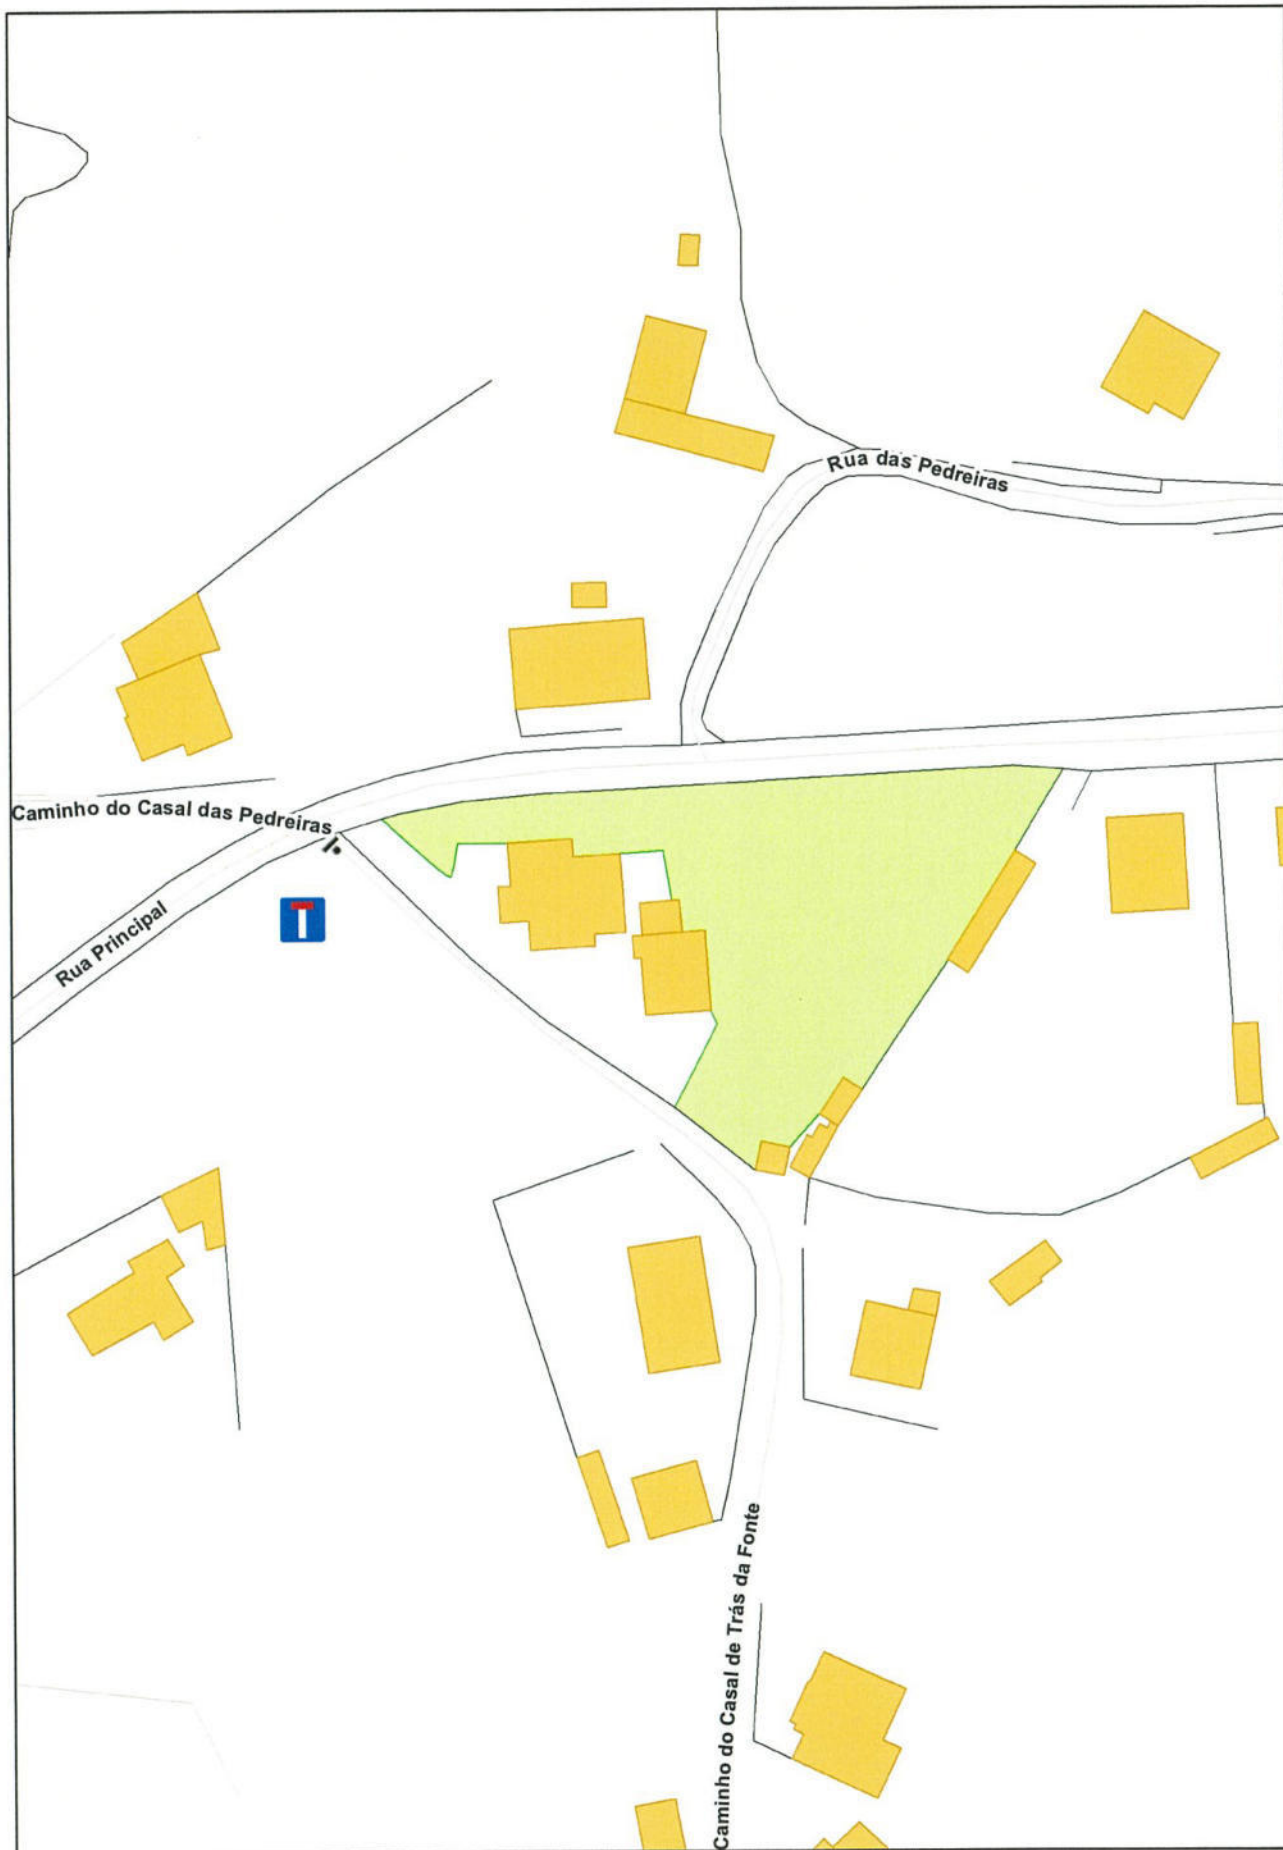 Rua das Pedreiras
Caminho do Casal das Pedreiras
Rua Principal
Caminho do Casal de Trás da Fonte